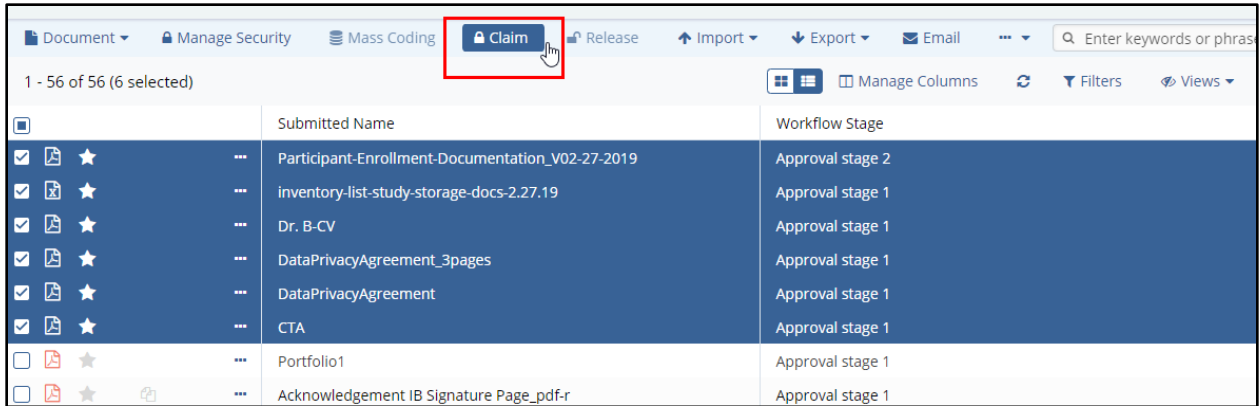 Document Manage Security Mass Coding Claim Release Import Export Email ... Enter keywords or phrase
1 - 56 of 56 (6 selected) Manage Columns Filters Views
Submitted Name Workflow Stage
Participant-Enrollment-Documentation_V02-27-2019 Approval stage 2
inventory-list-study-storage-docs-2.27.19 Approval stage 1
Dr. B-CV Approval stage 1
DataPrivacyAgreement_3pages Approval stage 1
DataPrivacyAgreement Approval stage 1
CTA Approval stage 1
Portfolio1 Approval stage 1
Acknowledgement IB Signature Page_pdf-r Approval stage 1